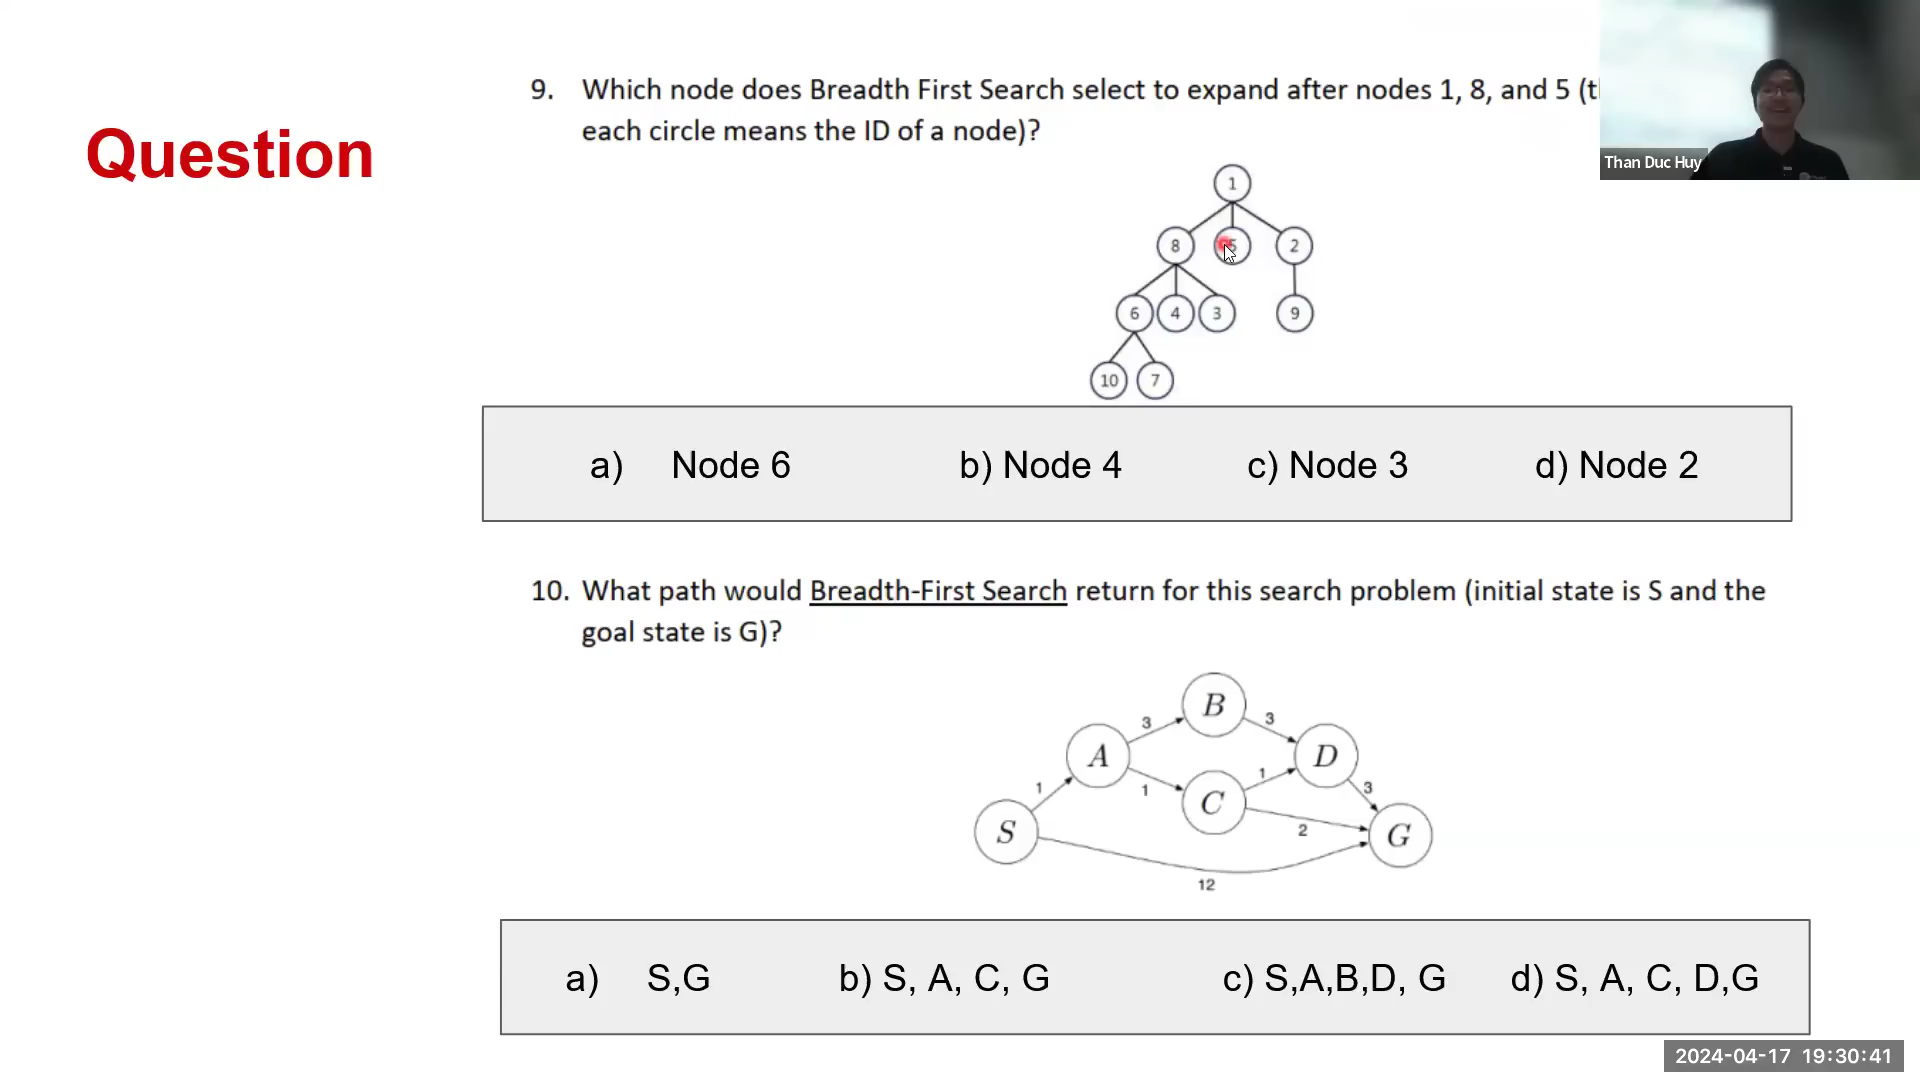 Question
9. Which node does Breadth First Search select to expand after nodes 1, 8, and 5
each circle means the ID of a node)?
Than Duc Huy
1
8 5 2
6 4 3 9
10 7
a) Node 6 b) Node 4 c) Node 3 d) Node 2
10. What path would Breadth-First Search return for this search problem (initial state is S and the
goal state is G)?
B
3 3
A D
1 1 1 3
C
S 2 G
12
a) S,G b) S, A, C, G c) S,A,B,D, G d) S, A, C, D,G
2024-04-17 19:30:41